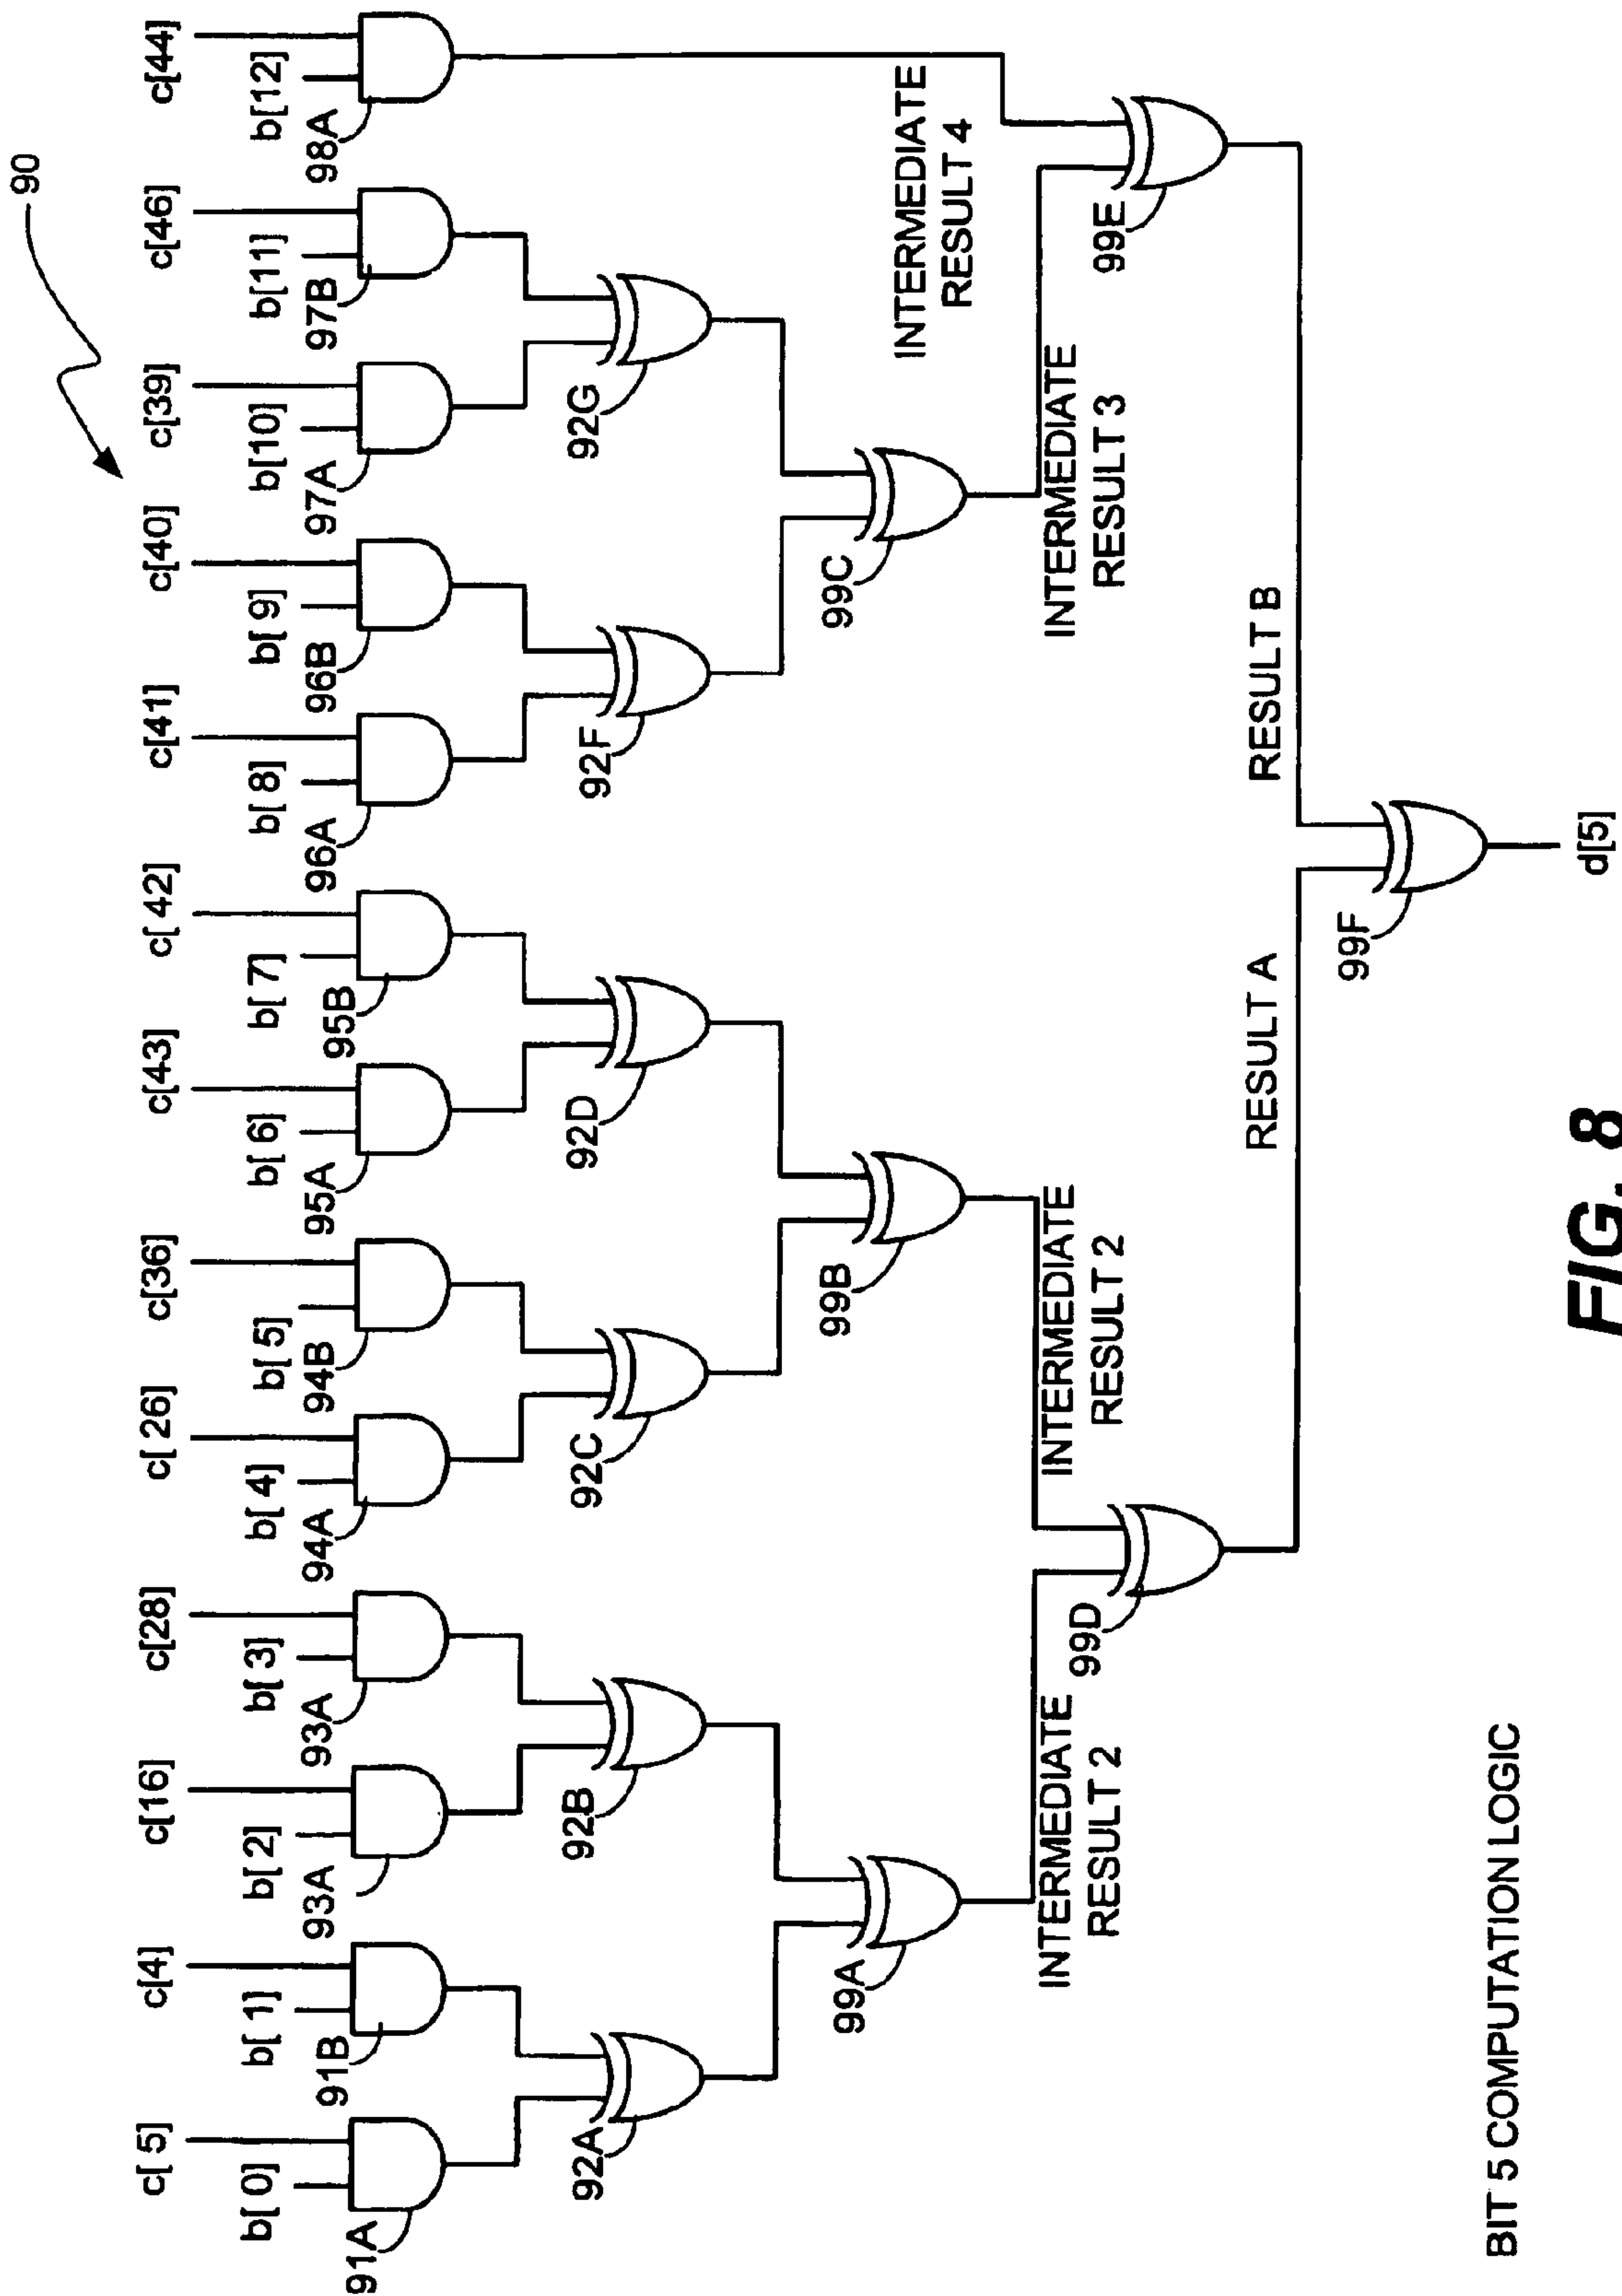 90
c[5]
c[4]
c[16]
c[28]
c[26]
c[36]
c[43]
c[42]
c[41]
c[40]
c[39]
c[46]
c[44]
b[0]
b[1]
b[2]
b[3]
b[4]
b[5]
b[6]
b[7]
b[8]
b[9]
b[10]
b[11]
b[12]
91A
91B
93A
93A
94A
94B
95A
95B
96A
96B
97A
97B
98A
92A
92B
92C
92D
92F
92G
99A
99B
99C
INTERMEDIATE
RESULT 2
INTERMEDIATE
RESULT 2
INTERMEDIATE
RESULT 3
INTERMEDIATE
RESULT 4
99D
99E
RESULT A
RESULT B
99F
d[5]
BIT 5 COMPUTATION LOGIC
FIG. 8